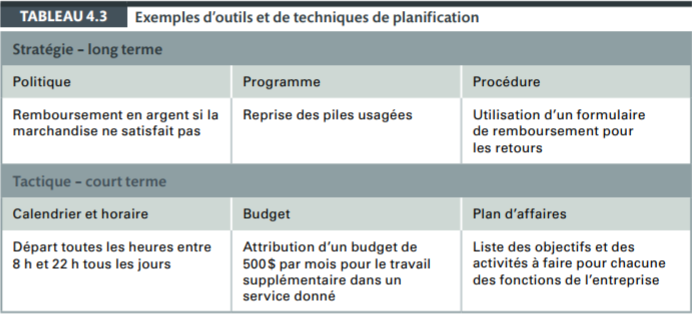 TABLEAU 4.3 Exemples d'outils et de techniques de planification
Stratégie – long terme
Politique
Programme
Procédure
Remboursement en argent si la
marchandise ne satisfait pas
Reprise des piles usagées
Utilisation d'un formulaire
de remboursement pour
les retours
Tactique – court terme
Calendrier et horaire
Budget
Plan d'affaires
Départ toutes les heures entre
8 h et 22 h tous les jours
Attribution d'un budget de
500 $ par mois pour le travail
supplémentaire dans un
service donné
Liste des objectifs et des
activités à faire pour chacune
des fonctions de l'entreprise